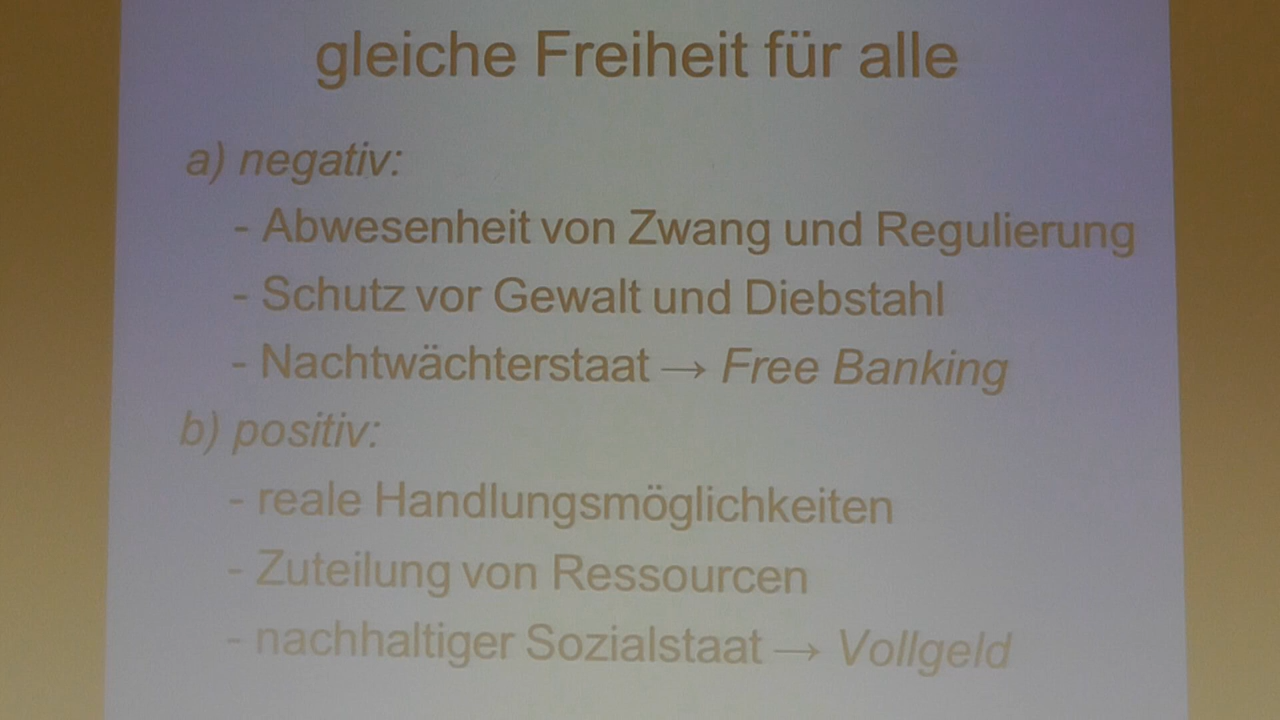 gleiche Freiheit für alle
a) negativ:
- Abwesenheit von Zwang und Regulierung
- Schutz vor Gewalt und Diebstahl
- Nachtwächterstaat → Free Banking
b) positiv:
- reale Handlungsmöglichkeiten
- Zuteilung von Ressourcen
- nachhaltiger Sozialstaat → Vollgeld